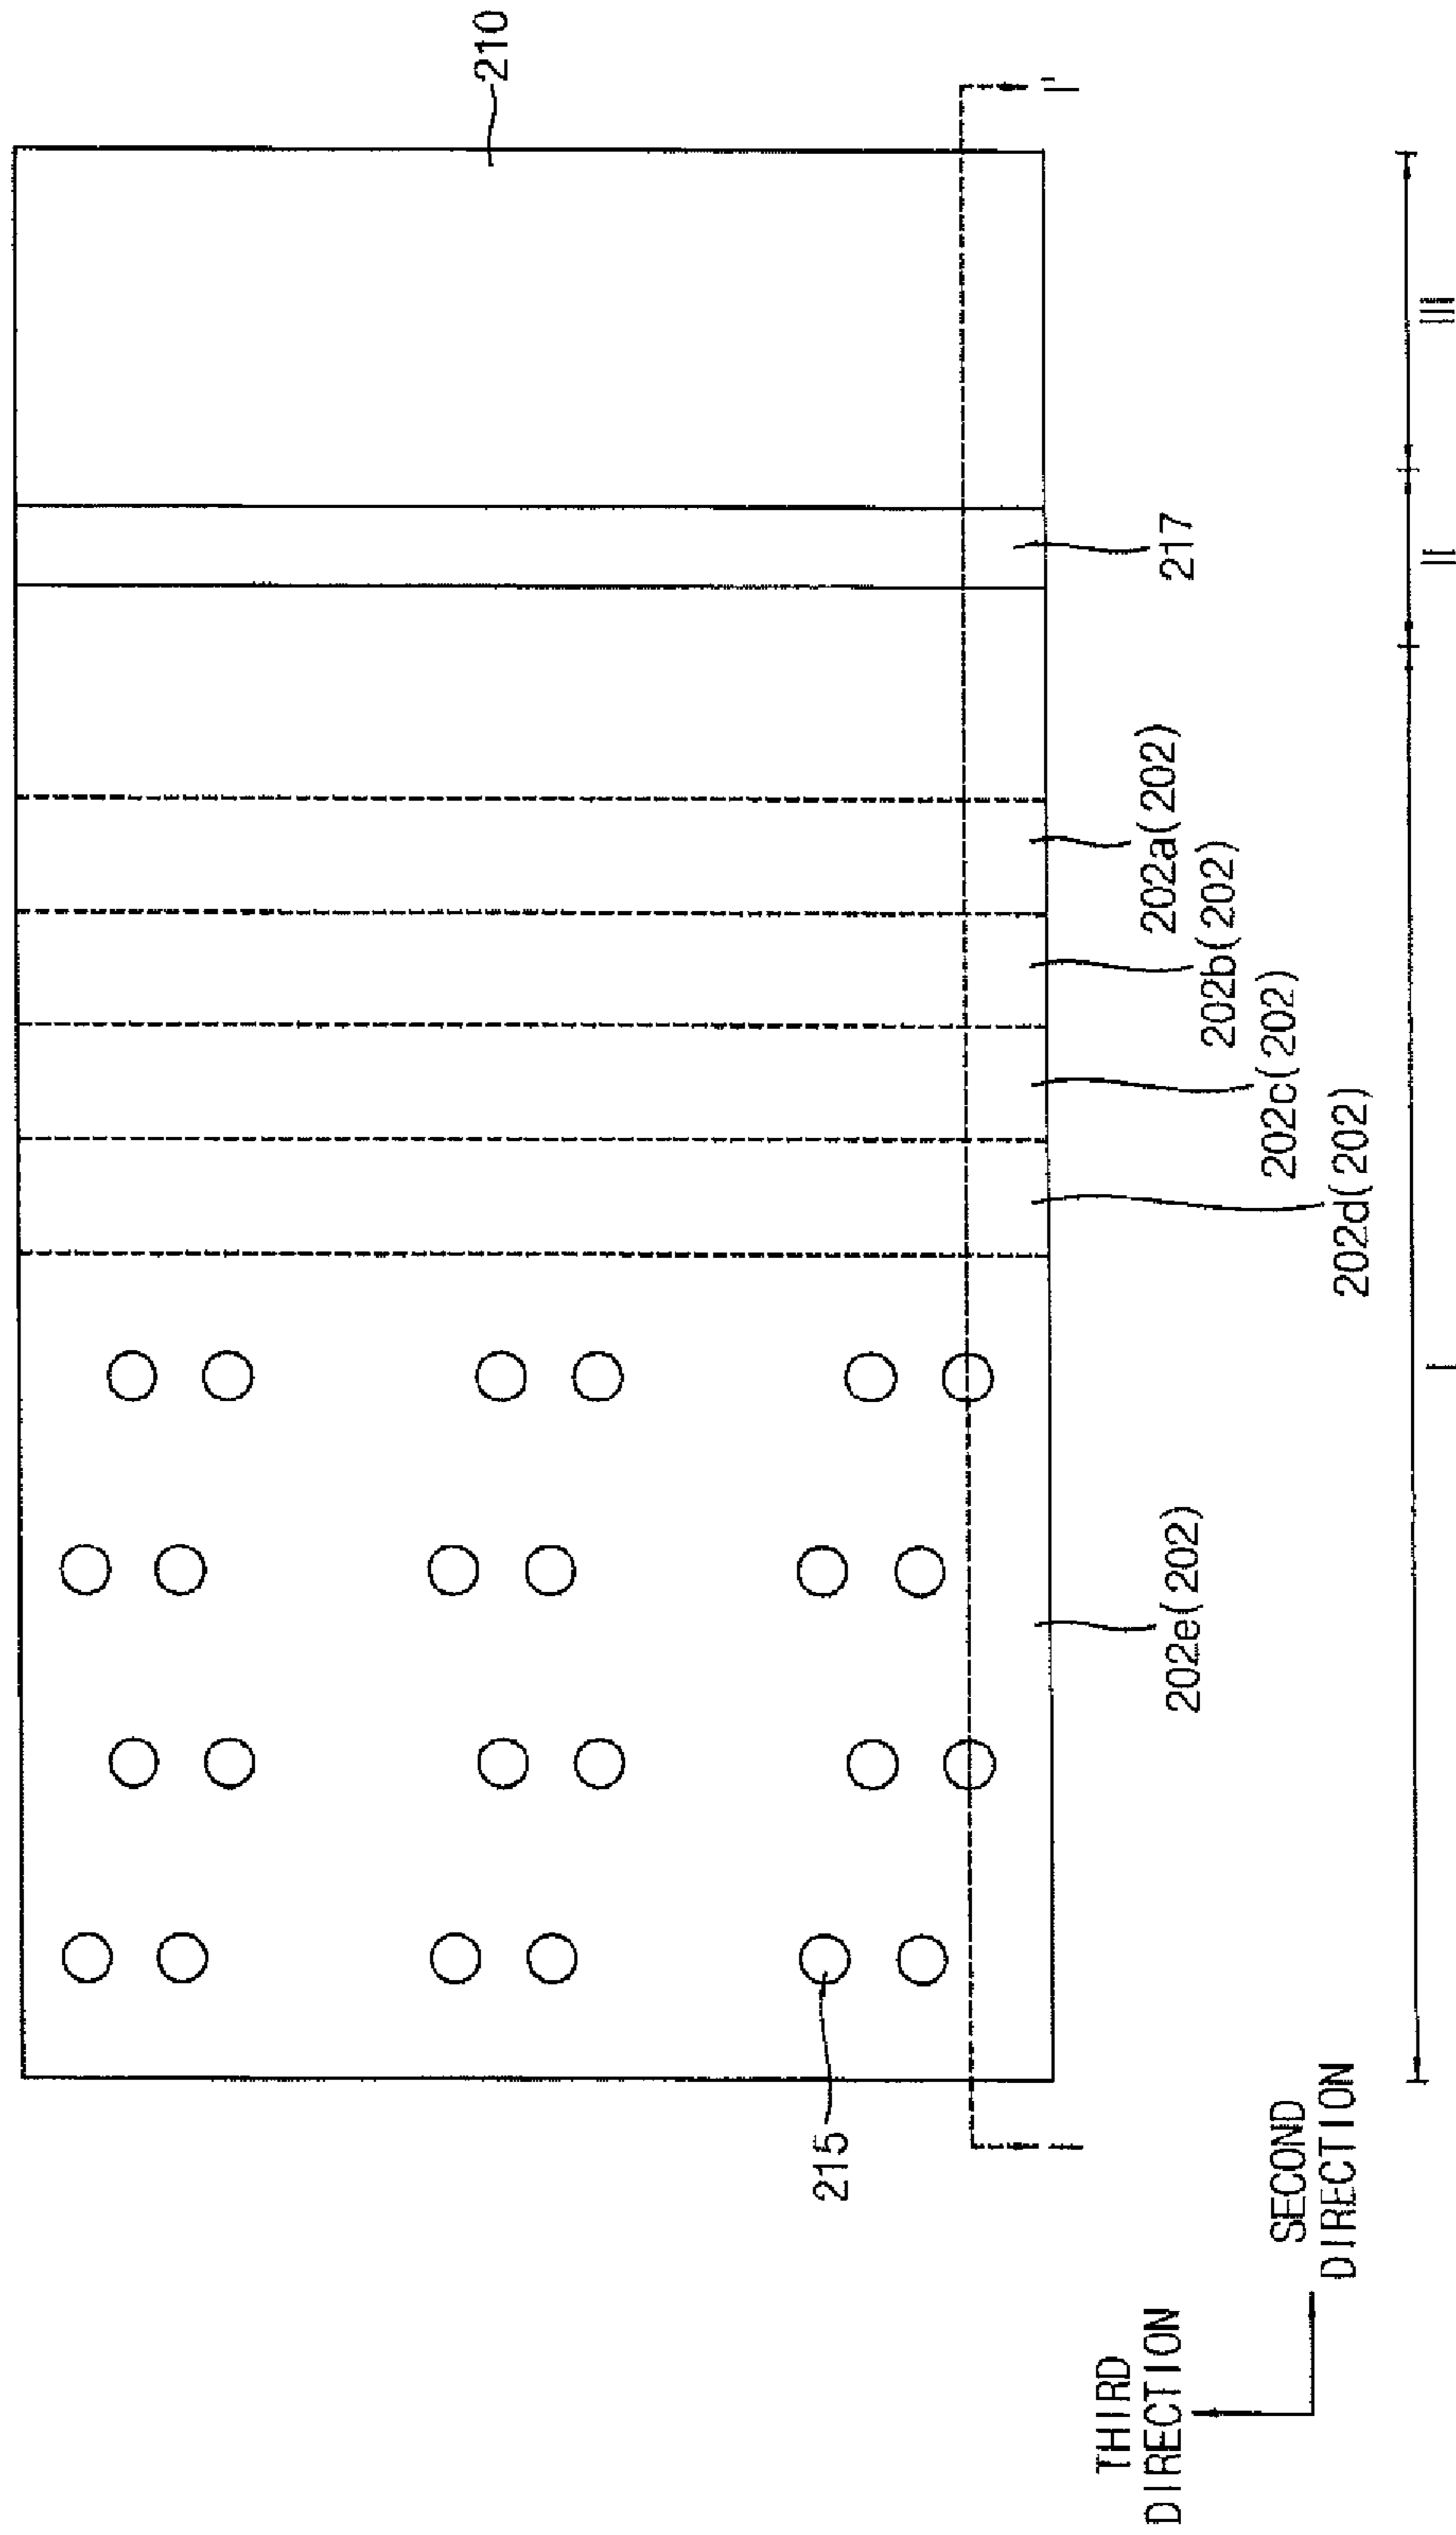 210
I'
217
202a(202)
202b(202)
202c(202)
202d(202)
202e(202)
215
I
II
III
THIRD
DIRECTION
SECOND
DIRECTION